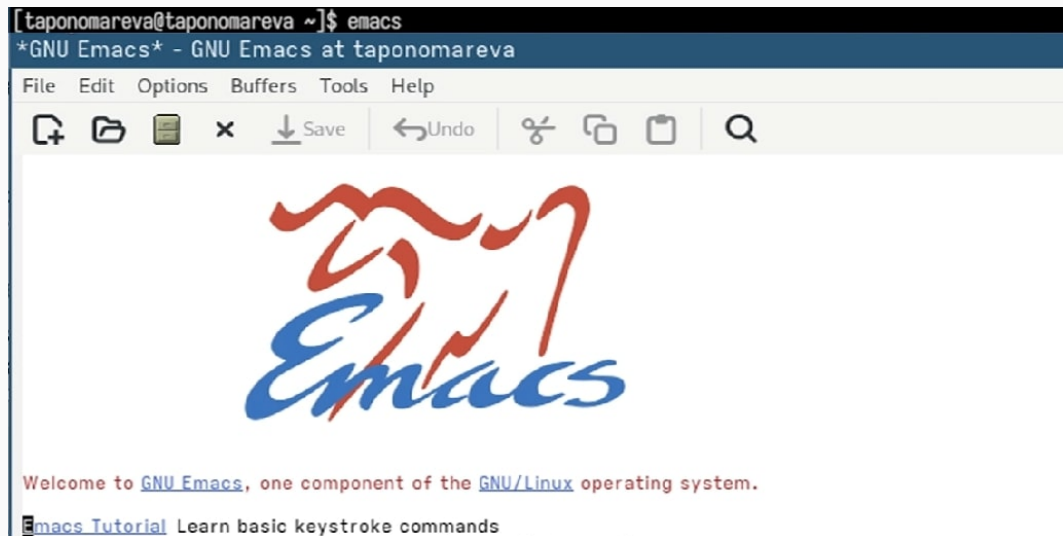 [taponomareva@taponomareva ~]$ emacs
*GNU Emacs* - GNU Emacs at taponomareva
File Edit Options Buffers Tools Help
Save Undo
Emacs
Welcome to GNU Emacs, one component of the GNU/Linux operating system.
Emacs Tutorial Learn basic keystroke commands